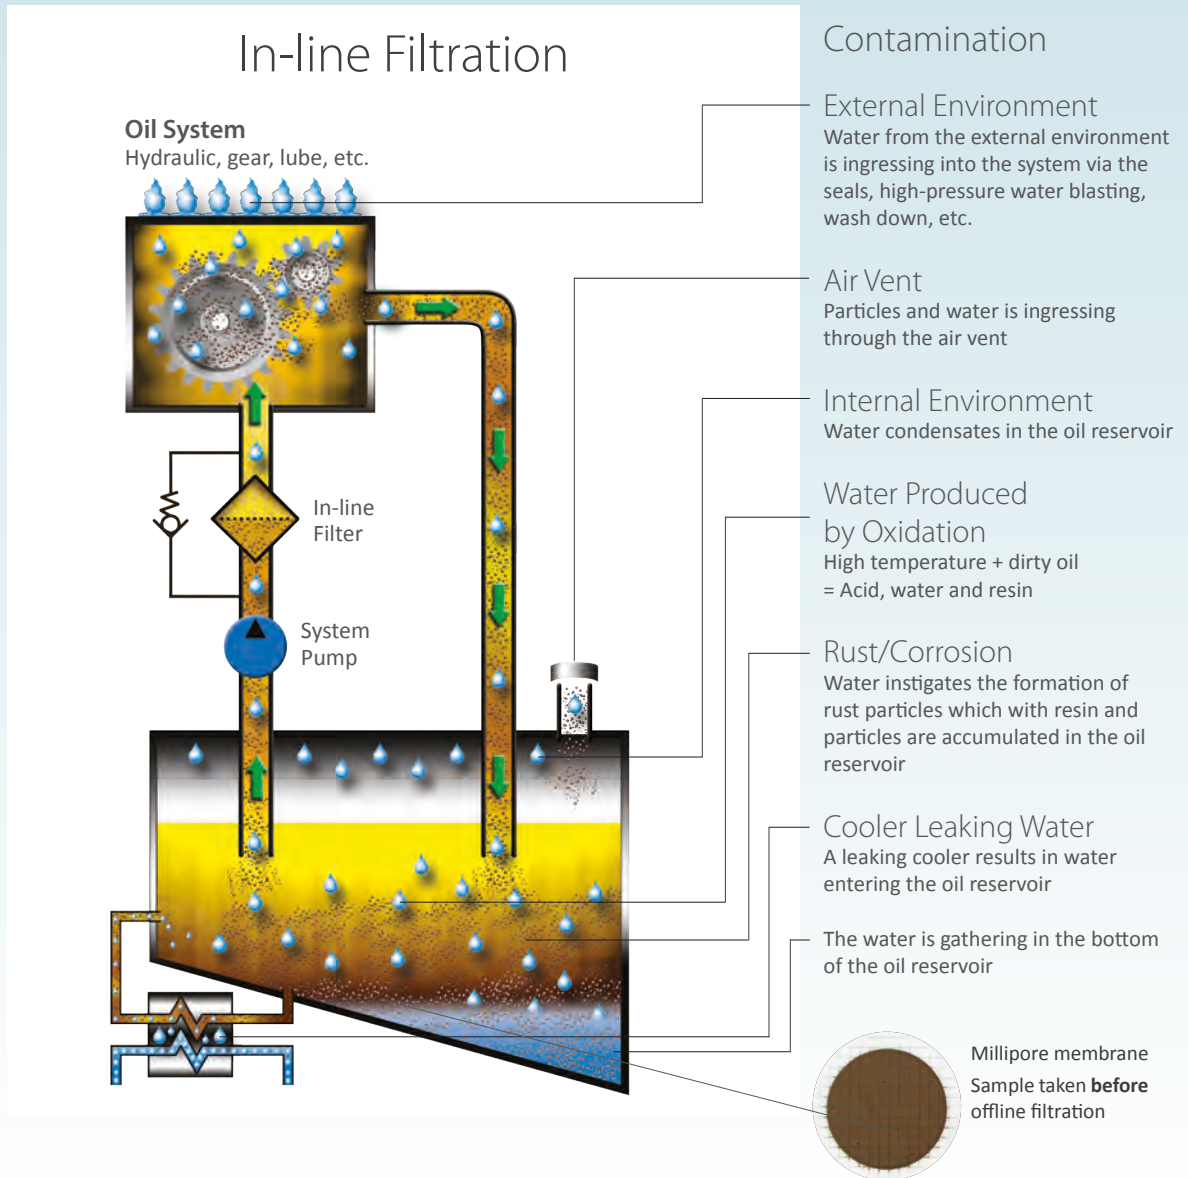 In-line Filtration
Oil System
Hydraulic, gear, lube, etc.
In-line
Filter
System
Pump
Contamination
External Environment
Water from the external environment
is ingressing into the system via the
seals, high-pressure water blasting,
wash down, etc.
Air Vent
Particles and water is ingressing
through the air vent
Internal Environment
Water condensates in the oil reservoir
Water Produced
by Oxidation
High temperature + dirty oil
= Acid, water and resin
Rust/Corrosion
Water instigates the formation of
rust particles which with resin and
particles are accumulated in the oil
reservoir
Cooler Leaking Water
A leaking cooler results in water
entering the oil reservoir
The water is gathering in the bottom
of the oil reservoir
Millipore membrane
Sample taken before
offline filtration